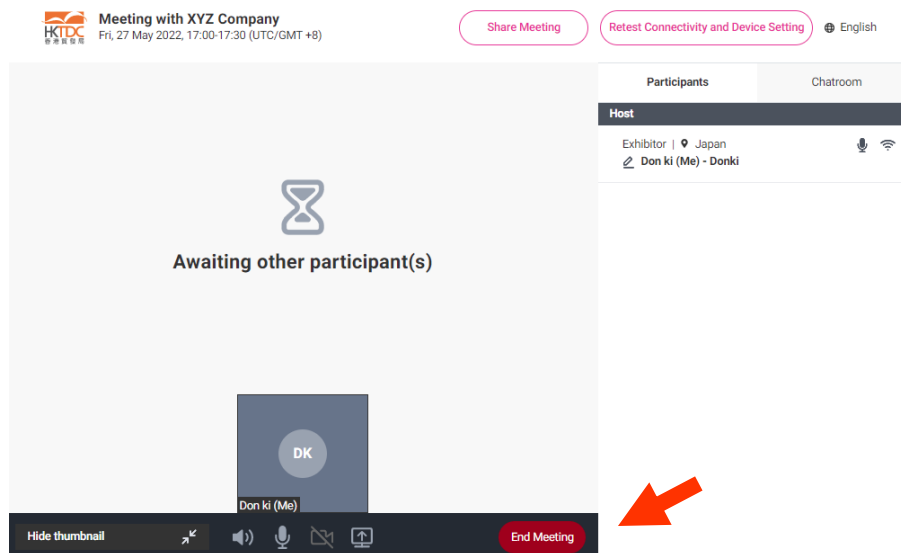 HKTDC
香港貿發局
Meeting with XYZ Company
Fri, 27 May 2022, 17:00-17:30 (UTC/GMT +8)
Share Meeting
Retest Connectivity and Device Setting
English
Participants
Chatroom
Host
Exhibitor | Japan
Don ki (Me) - Donki
Awaiting other participant(s)
DK
Don ki (Me)
Hide thumbnail
End Meeting